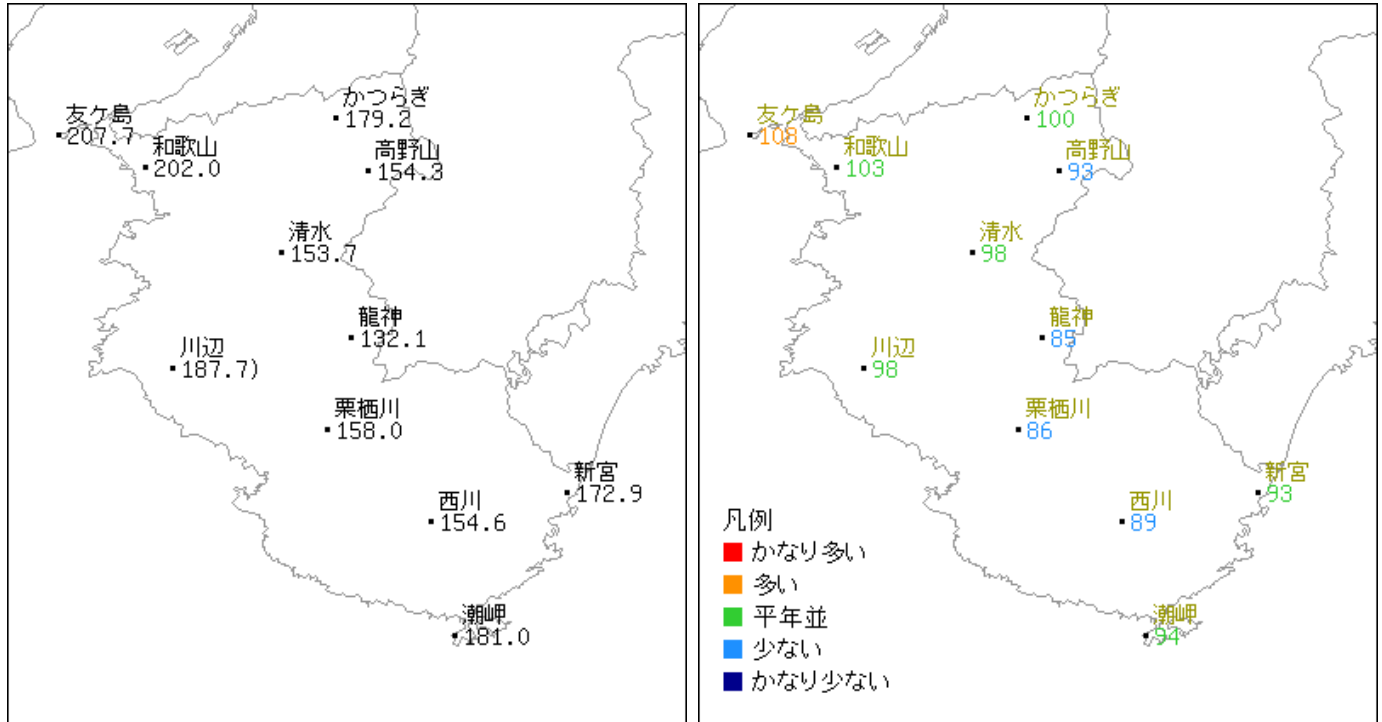 友ケ島
207.7
和歌山
202.0
かつらぎ
179.2
高野山
154.3
清水
153.7
龍神
132.1
川辺
187.7)
栗栖川
158.0
新宮
172.9
西川
154.6
潮岬
181.0
友ケ島
108
和歌山
103
かつらぎ
100
高野山
93
清水
98
龍神
85
川辺
98
栗栖川
86
新宮
93
西川
89
潮岬
94
凡例
かなり多い
多い
平年並
少ない
かなり少ない